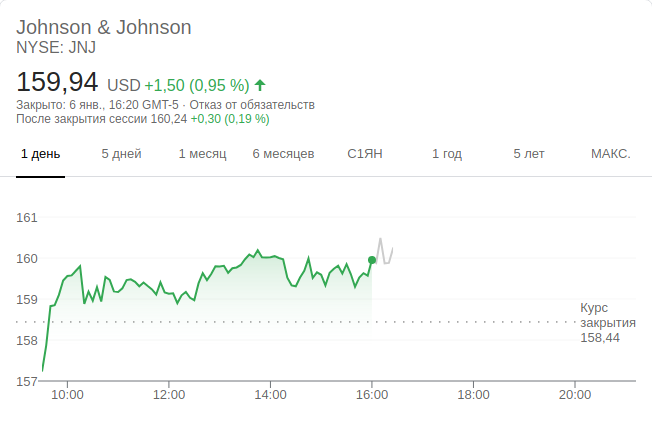 Johnson & Johnson
NYSE: JNJ
159,94 USD +1,50 (0,95 %)
Закрыто: 6 янв., 16:20 GMT-5 · Отказ от обязательств
После закрытия сессии 160,24 +0,30 (0,19 %)
1 день 5 дней 1 месяц 6 месяцев С1ЯН 1 год 5 лет МАКС.
161
160
159
158
157
Курс
закрытия
158,44
10:00 12:00 14:00 16:00 18:00 20:00